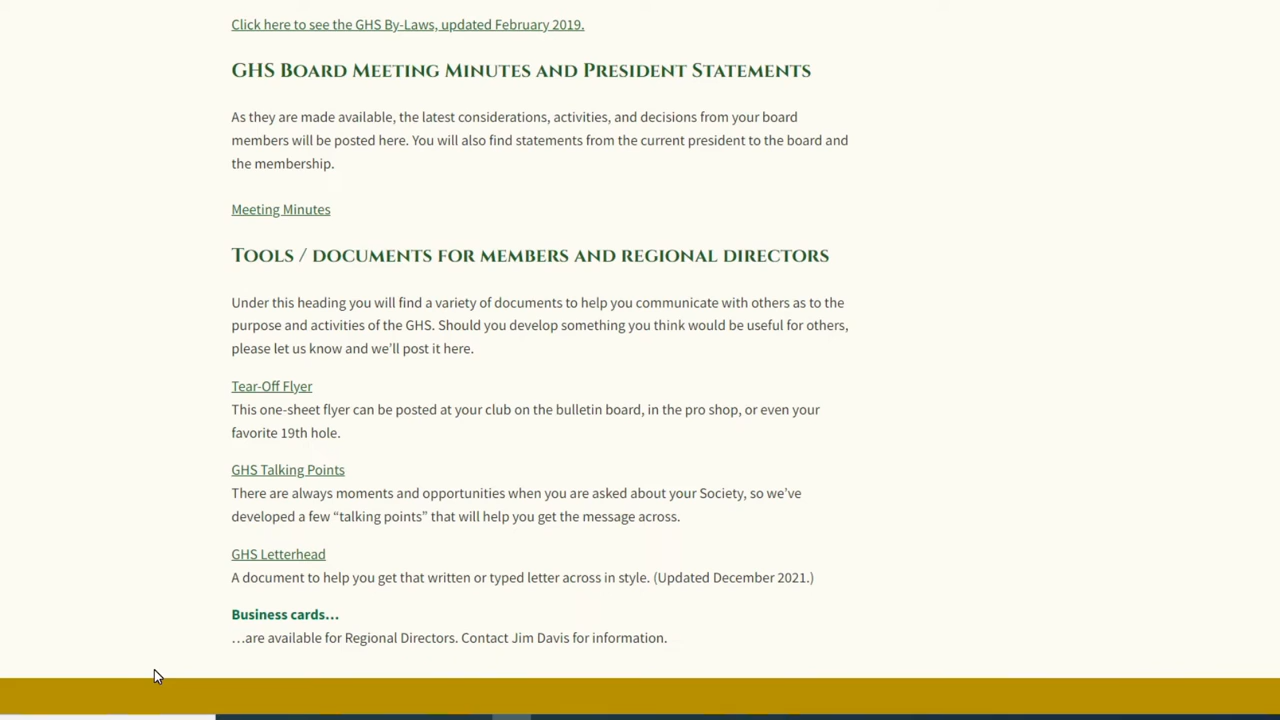 Click here to see the GHS By-Laws, updated February 2019.
GHS Board Meeting Minutes and President Statements
As they are made available, the latest considerations, activities, and decisions from your board
members will be posted here. You will also find statements from the current president to the board and
the membership.
Meeting Minutes
Tools / documents for members and regional directors
Under this heading you will find a variety of documents to help you communicate with others as to the
purpose and activities of the GHS. Should you develop something you think would be useful for others,
please let us know and we’ll post it here.
Tear-Off Flyer
This one-sheet flyer can be posted at your club on the bulletin board, in the pro shop, or even your
favorite 19th hole.
GHS Talking Points
There are always moments and opportunities when you are asked about your Society, so we’ve
developed a few “talking points” that will help you get the message across.
GHS Letterhead
A document to help you get that written or typed letter across in style. (Updated December 2021.)
Business cards…
…are available for Regional Directors. Contact Jim Davis for information.